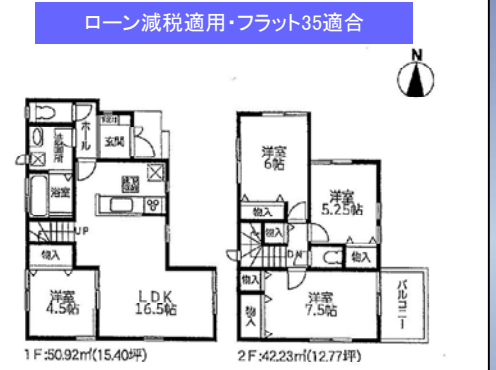 ローン減税適用・フラット35適合
N
ホール
玄関
洗面所
浴室
UP
物入
洋室
4.5帖
LDK
16.5帖
1F:50.92㎡(15.40坪)
洋室
6帖
物入
洋室
5.25帖
物入
DN
物入
物入
物入
洋室
7.5帖
バルコニー
2F:42.23㎡(12.77坪)